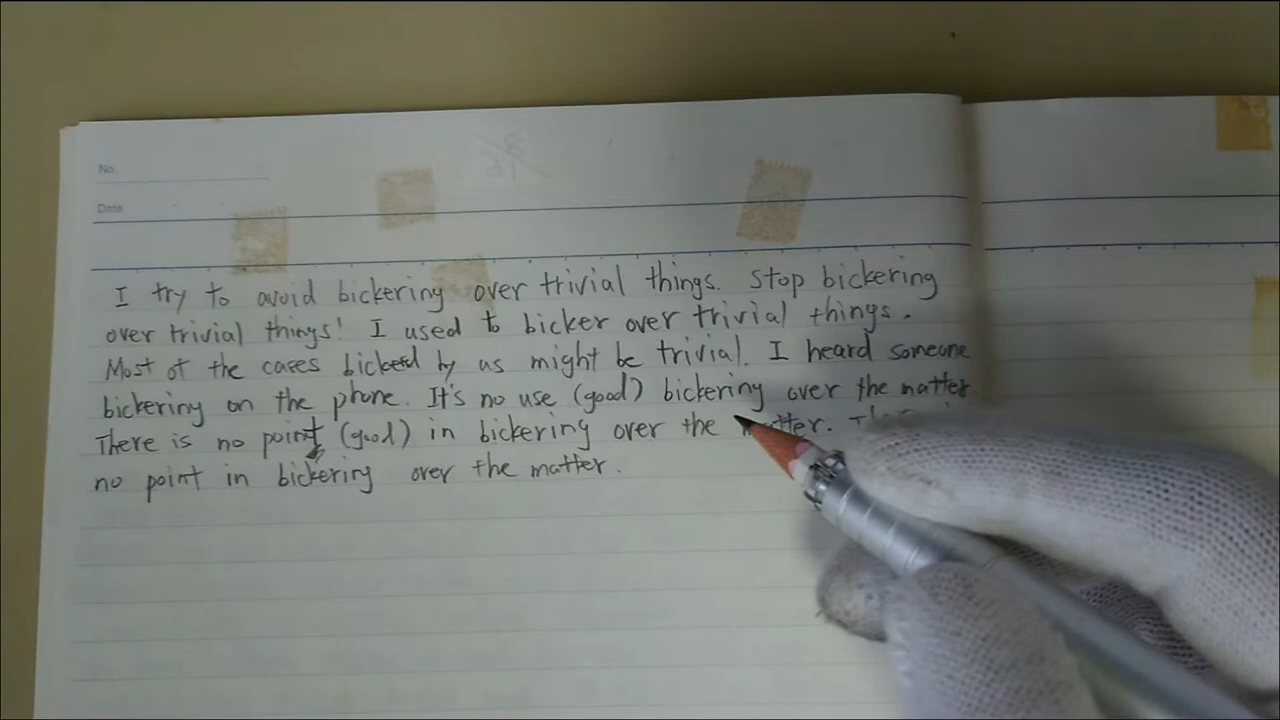 No.
Date
I try to avoid bickering over trivial things. Stop bickering
over trivial things! I used to bicker over trivial things.
Most of the cases bickered by us might be trivial. I heard someone
bickering on the phone. It's no use (good) bickering over the matter.
There is no point (good) in bickering over the matter.
no point in bickering over the matter.